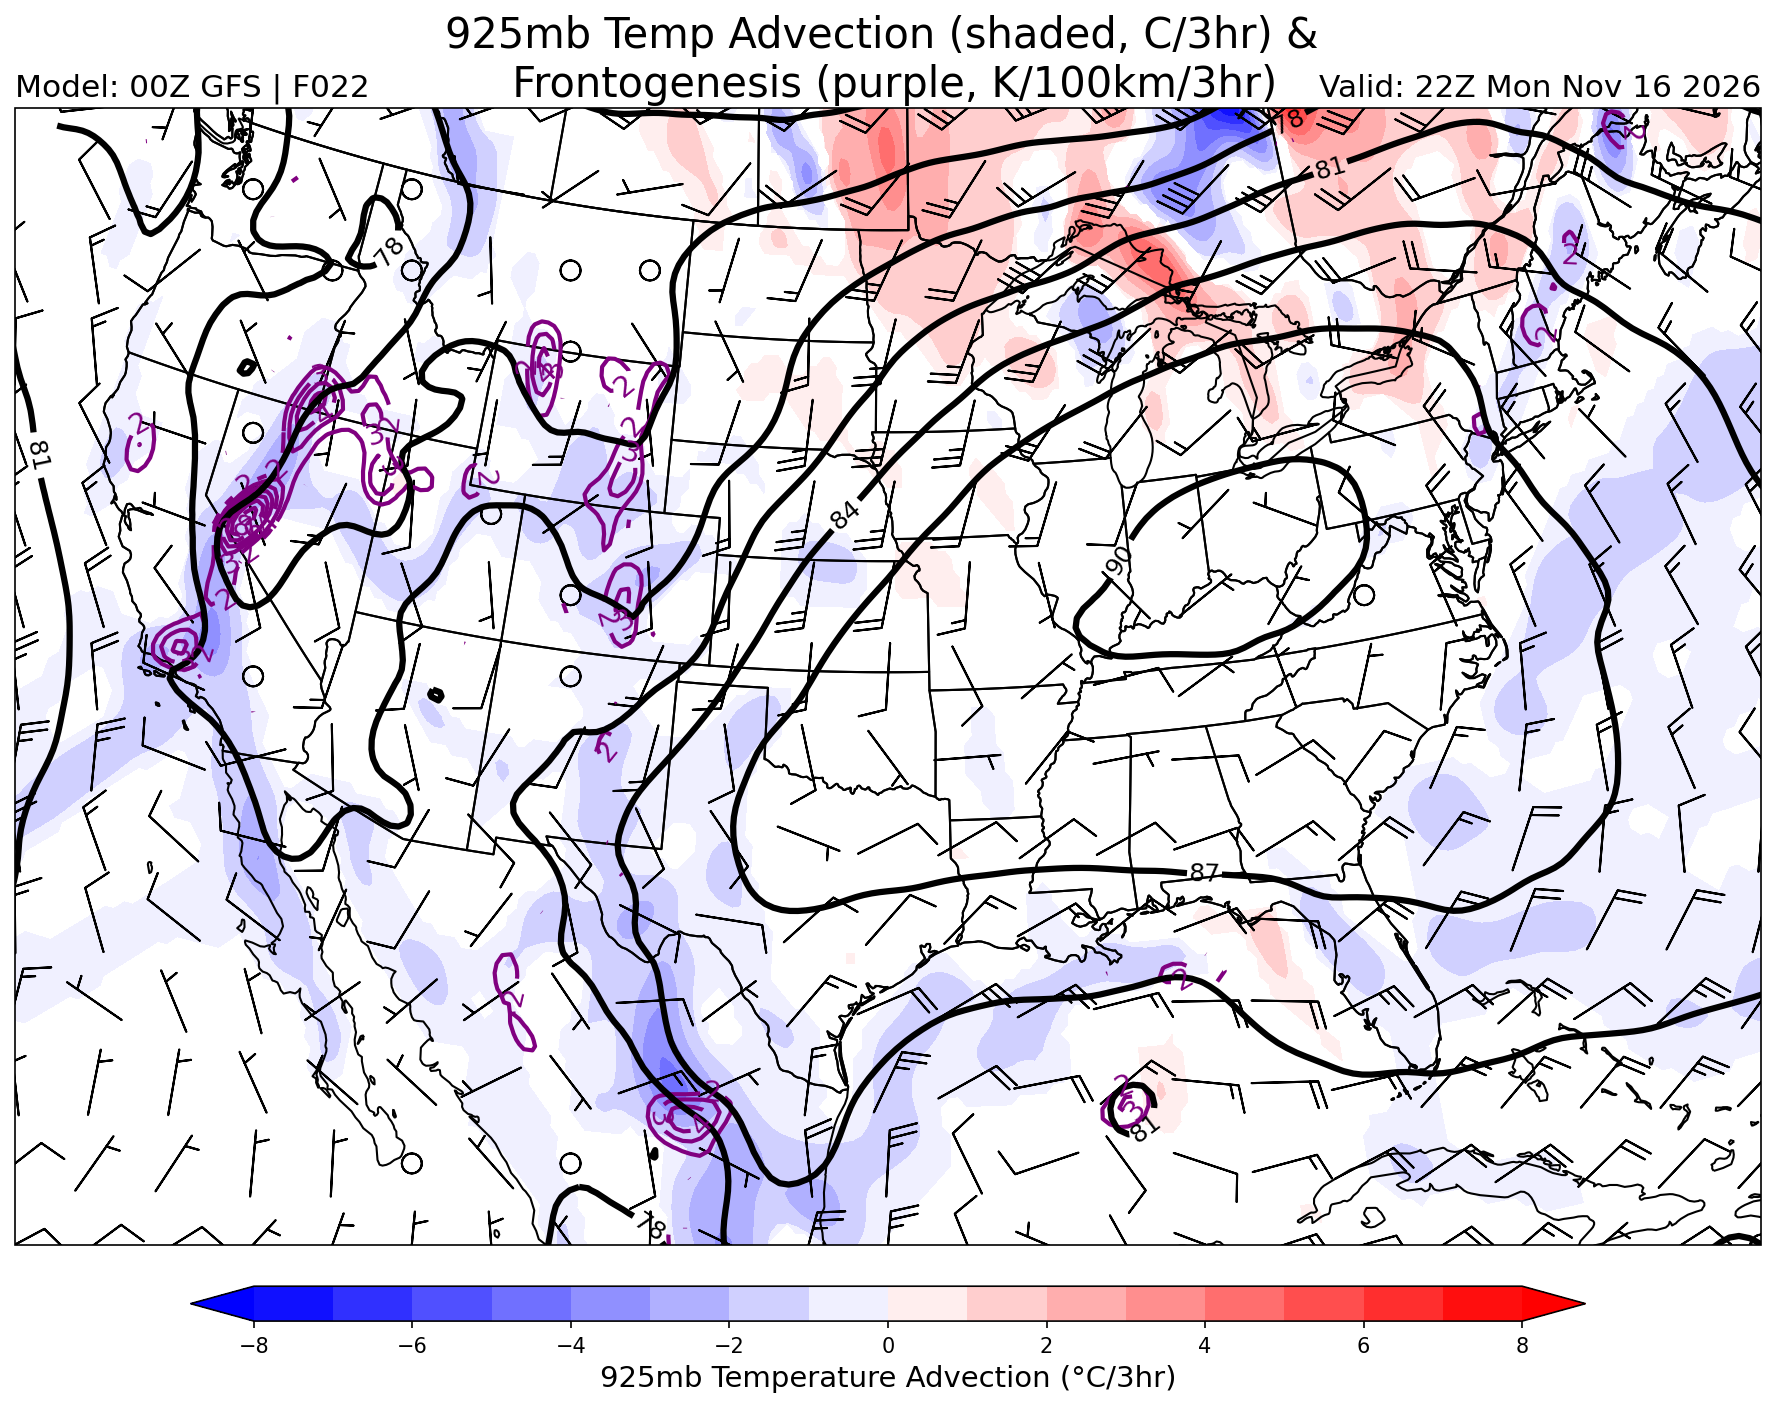 925mb Temp Advection (shaded, C/3hr) &
Model: 00Z GFS | F022
Frontogenesis (purple, K/100km/3hr)
Valid: 22Z Mon Nov 16 2026
78
81
78
81
84
90
87
81
78
−8 −6 −4 −2 0 2 4 6 8
925mb Temperature Advection (°C/3hr)